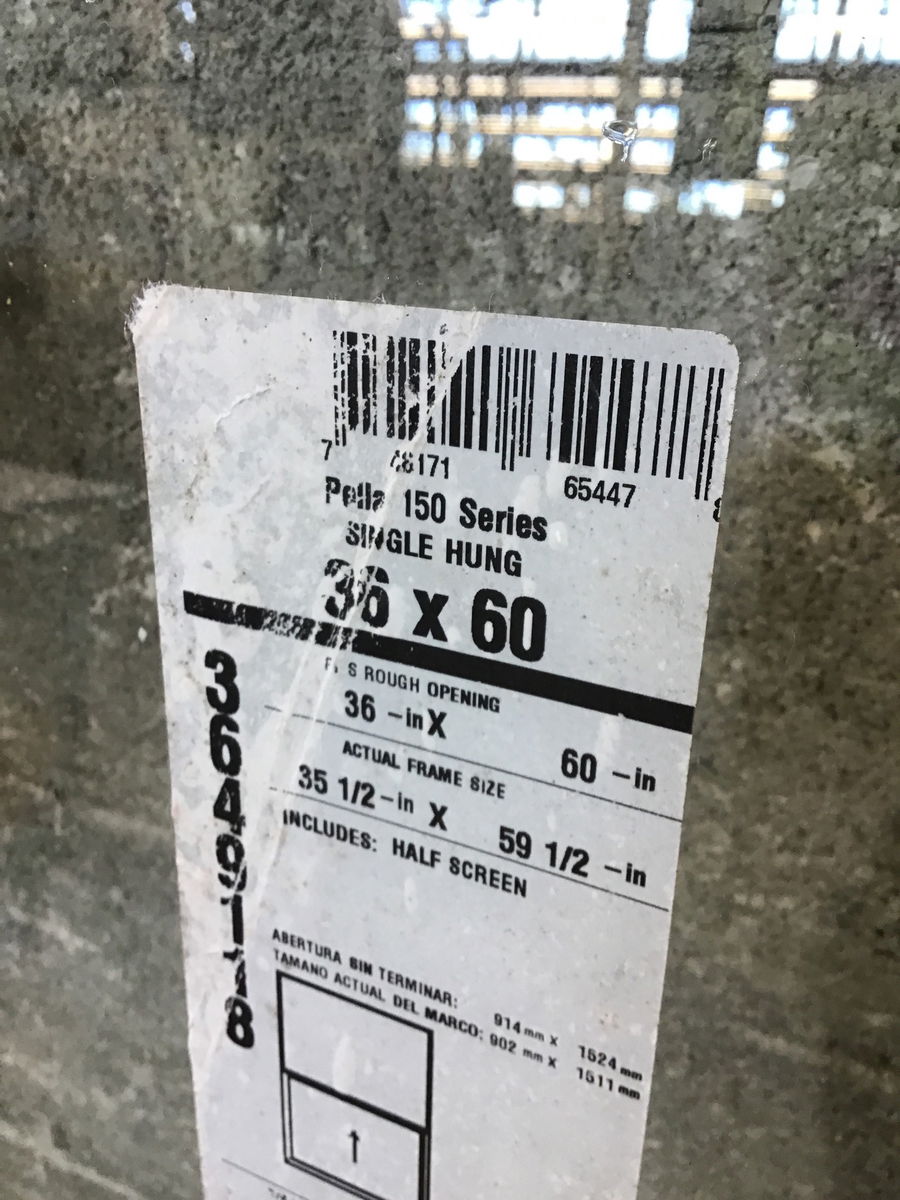 7 48171 65447 8
Pella 150 Series
SINGLE HUNG
36 x 60
ROUGH OPENING
36 -in X 60 -in
ACTUAL FRAME SIZE
35 1/2-in X 59 1/2 -in
INCLUDES: HALF SCREEN
ABERTURA SIN TERMINAR: 914 mm x 1524 mm
TAMANO ACTUAL DEL MARCO: 902 mm x 1511 mm